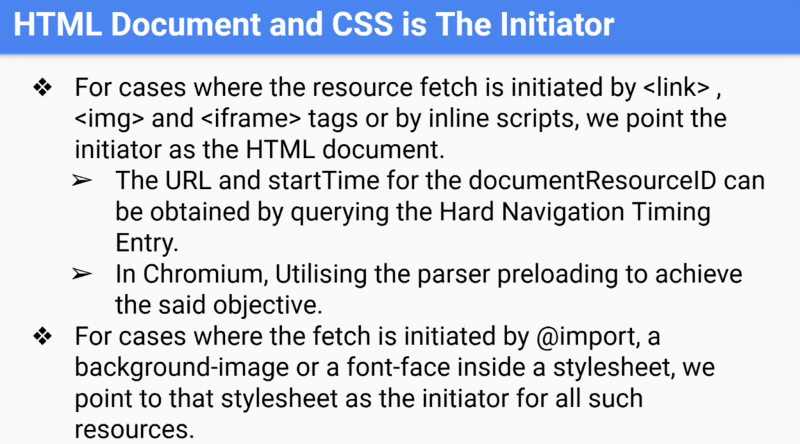 HTML Document and CSS is The Initiator
❖ For cases where the resource fetch is initiated by <link> ,
<img> and <iframe> tags or by inline scripts, we point the
initiator as the HTML document.
➢ The URL and startTime for the documentResourceID can
be obtained by querying the Hard Navigation Timing
Entry.
➢ In Chromium, Utilising the parser preloading to achieve
the said objective.
❖ For cases where the fetch is initiated by @import, a
background-image or a font-face inside a stylesheet, we
point to that stylesheet as the initiator for all such
resources.